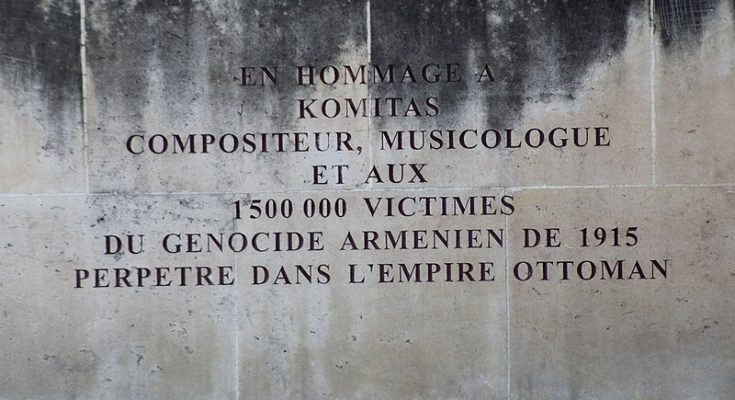 EN HOMMAGE A
KOMITAS
COMPOSITEUR, MUSICOLOGUE
ET AUX
1500 000 VICTIMES
DU GENOCIDE ARMENIEN DE 1915
PERPETRE DANS L'EMPIRE OTTOMAN